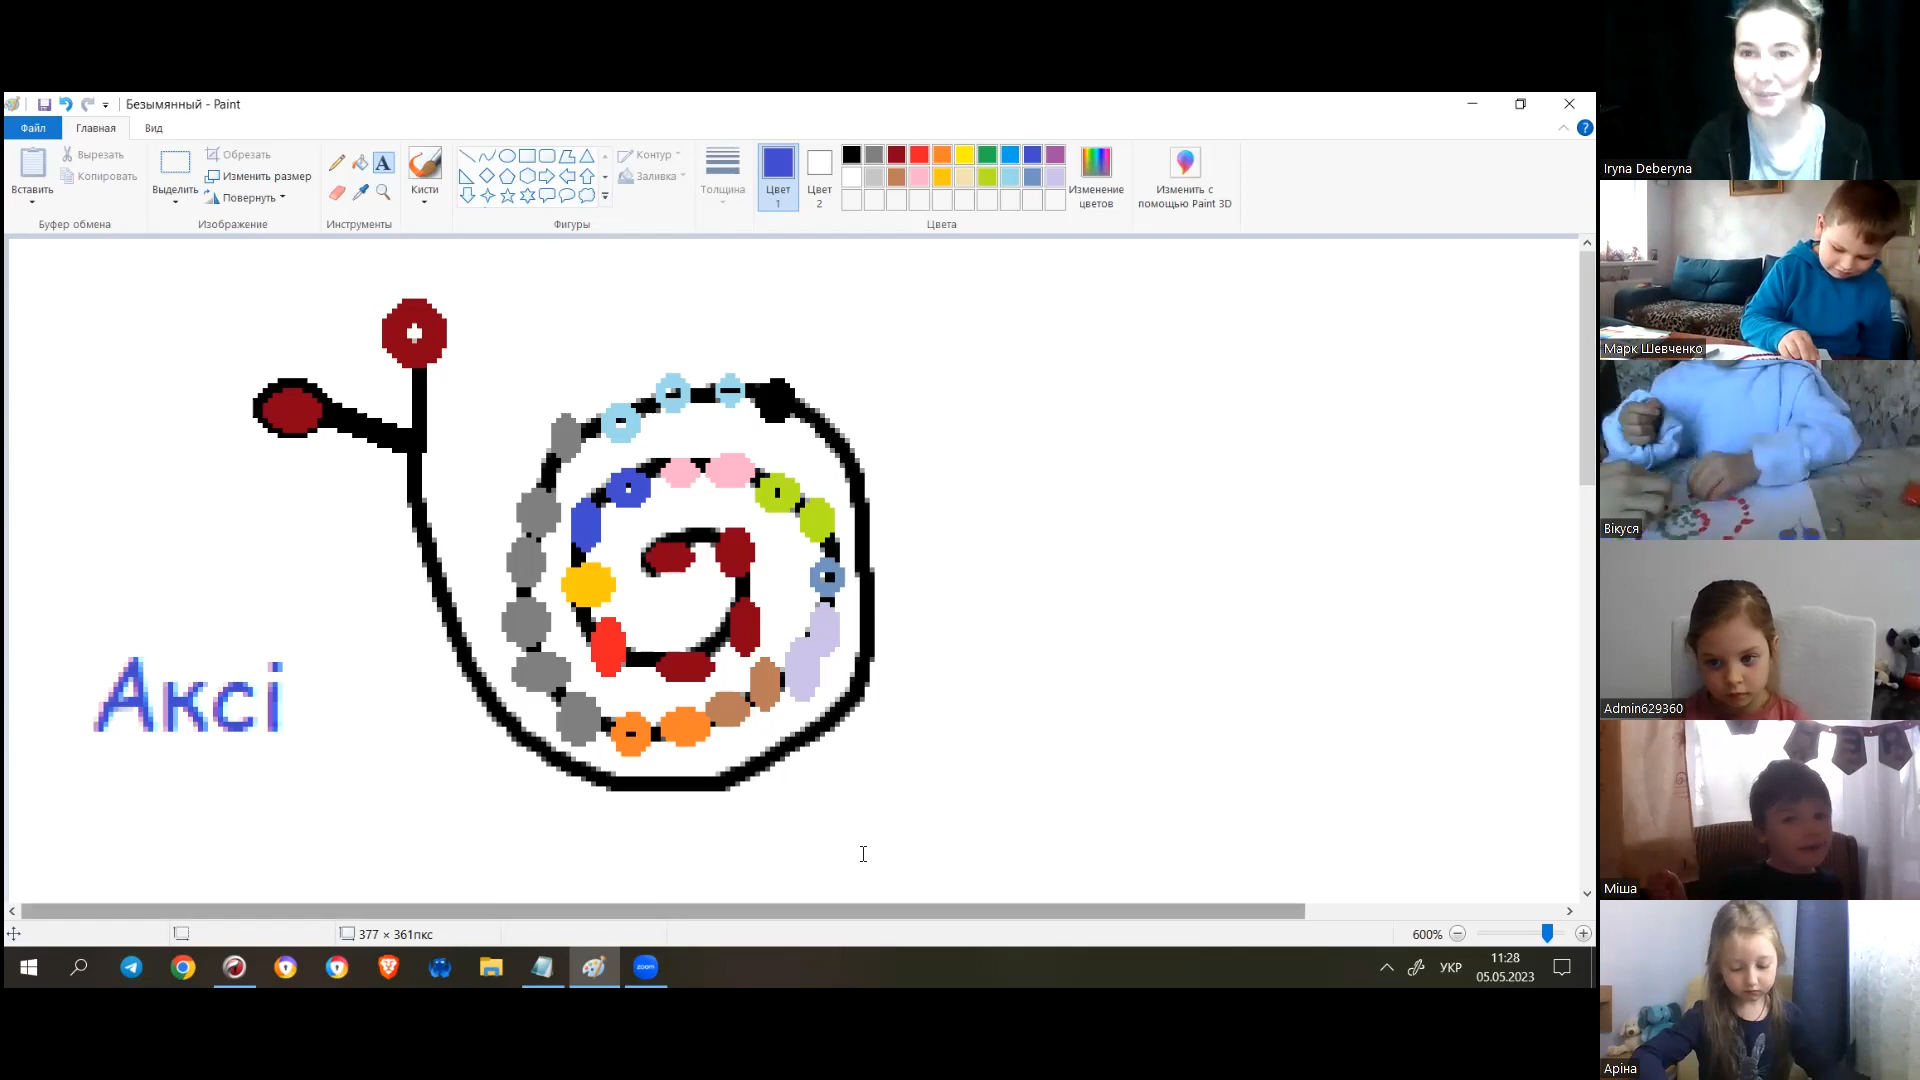 Безымянный - Paint
Файл Главная Вид
Вставить
Вырезать
Копировать
Буфер обмена
Выделить
Обрезать
Изменить размер
Повернуть
Изображение
A
Инструменты
Кисти
Контур
Заливка
Фигуры
Толщина
Цвет 1
Цвет 2
Изменение цветов
Цвета
Изменить с помощью Paint 3D
Аксі
377 × 361пкс
600%
zoom
УКР
11:28
05.05.2023
Iryna Deberyna
Марк Шевченко
Вікуся
Admin629360
Міша
Аріна